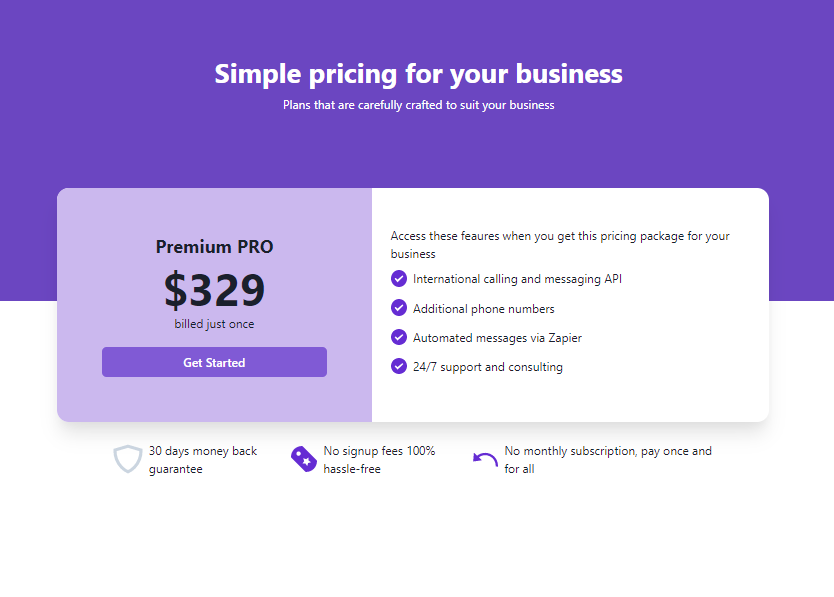 Simple pricing for your business
Plans that are carefully crafted to suit your business
Premium PRO
$329
billed just once
Get Started
Access these feaures when you get this pricing package for your
business
International calling and messaging API
Additional phone numbers
Automated messages via Zapier
24/7 support and consulting
30 days money back
guarantee
No signup fees 100%
hassle-free
No monthly subscription, pay once and
for all